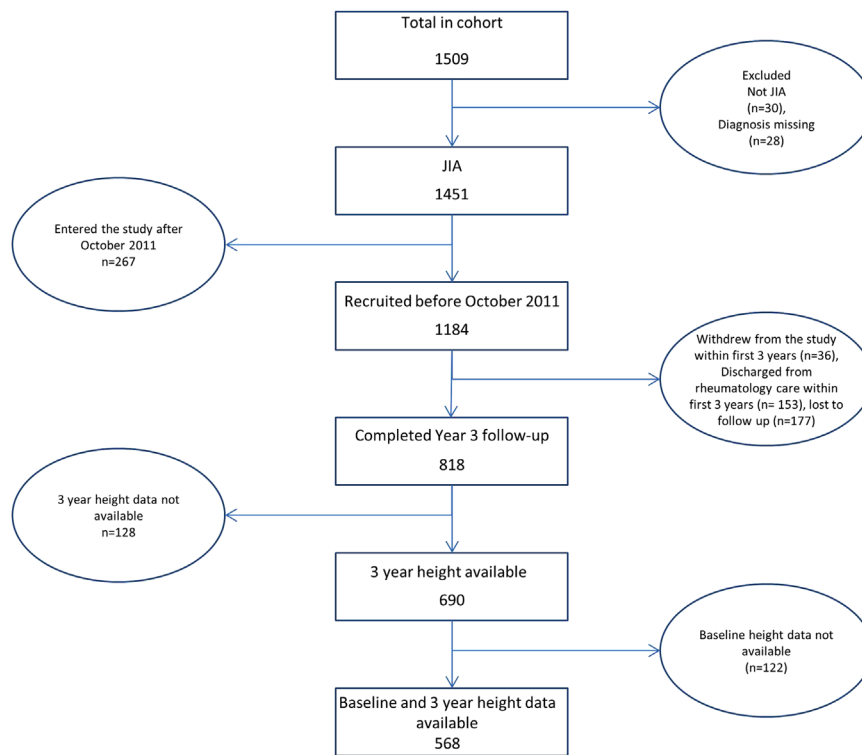 Total in cohort
1509
Excluded
Not JIA
(n=30),
Diagnosis missing
(n=28)
JIA
1451
Entered the study after
October 2011
n=267
Recruited before October 2011
1184
Withdrew from the study
within first 3 years (n=36),
Discharged from
rheumatology care within
first 3 years (n= 153), lost to
follow up (n=177)
Completed Year 3 follow-up
818
3 year height data not
available
n=128
3 year height available
690
Baseline height data not
available
(n=122)
Baseline and 3 year height data
available
568